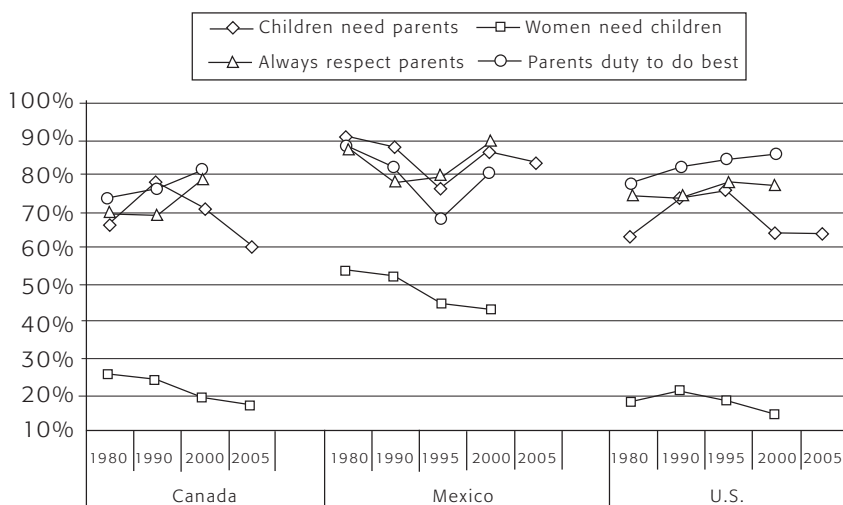 Children need parents Women need children
Always respect parents Parents duty to do best
100%
90%
80%
70%
60%
50%
40%
30%
20%
10%
1980 1990 2000 2005 1980 1990 1995 2000 2005 1980 1990 1995 2000 2005
Canada Mexico U.S.